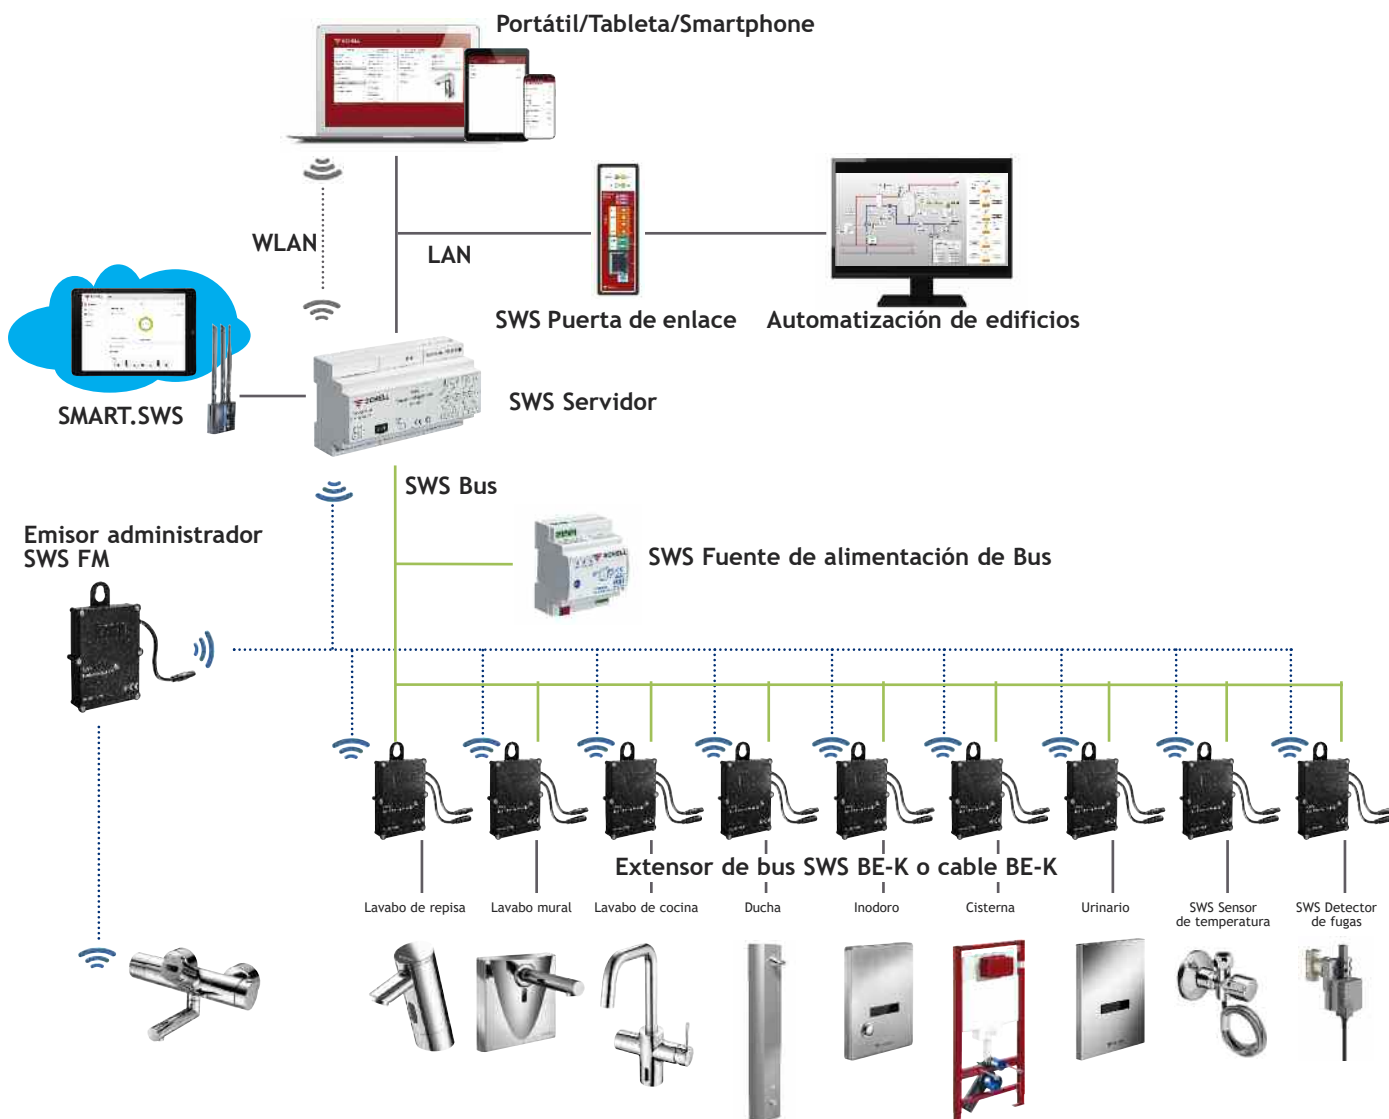 Portátil/Tableta/Smartphone
WLAN
LAN
SWS Puerta de enlace
Automatización de edificios
SMART.SWS
SCHELL
SWS Servidor
SWS Bus
Emisor administrador
SWS FM
SCHELL
SWS Fuente de alimentación de Bus
Extensor de bus SWS BE-K o cable BE-K
Lavabo de repisa
Lavabo mural
Lavabo de cocina
Ducha
Inodoro
Cisterna
Urinario
SWS Sensor
de temperatura
SWS Detector
de fugas